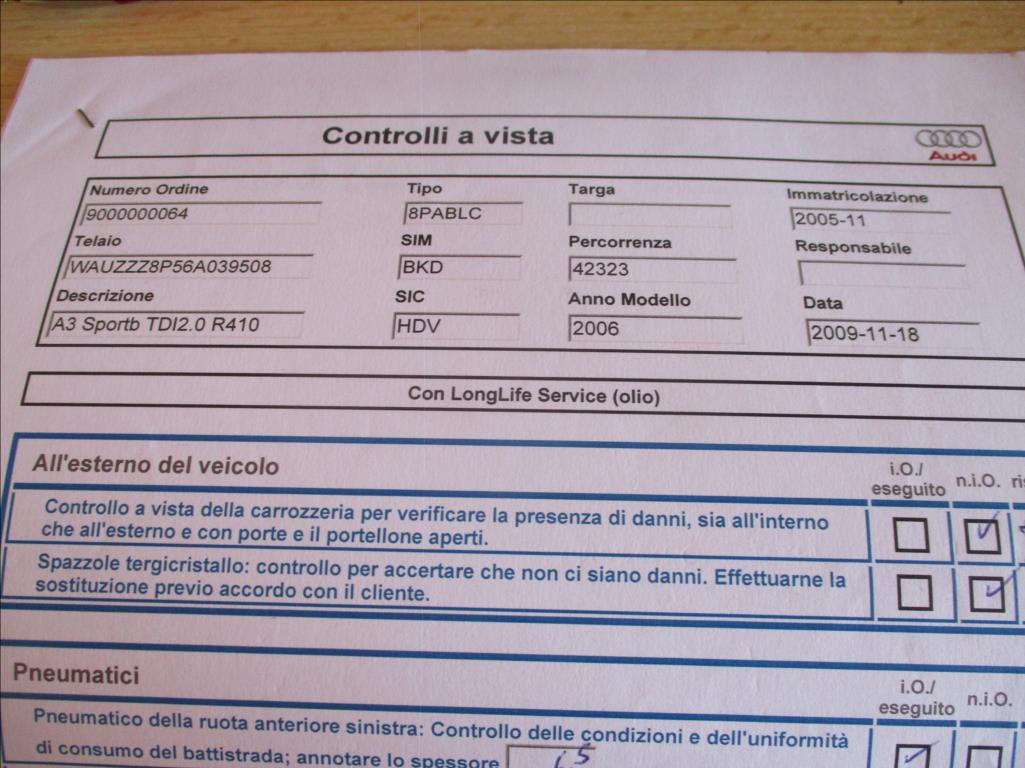 Controlli a vista
Audi
Numero Ordine Tipo Targa Immatricolazione
9000000064 8PABLC 2005-11
Telaio SIM Percorrenza Responsabile
WAUZZZ8P56A039508 BKD 42323
Descrizione SIC Anno Modello Data
A3 Sportb TDI2.0 R410 HDV 2006 2009-11-18
Con LongLife Service (olio)
All'esterno del veicolo i.O./ eseguito n.i.O.
Controllo a vista della carrozzeria per verificare la presenza di danni, sia all'interno
che all'esterno e con porte e il portellone aperti.
Spazzole tergicristallo: controllo per accertare che non ci siano danni. Effettuarne la
sostituzione previo accordo con il cliente.
Pneumatici i.O./ eseguito n.i.O.
Pneumatico della ruota anteriore sinistra: Controllo delle condizioni e dell'uniformità
di consumo del battistrada; annotare lo spessore